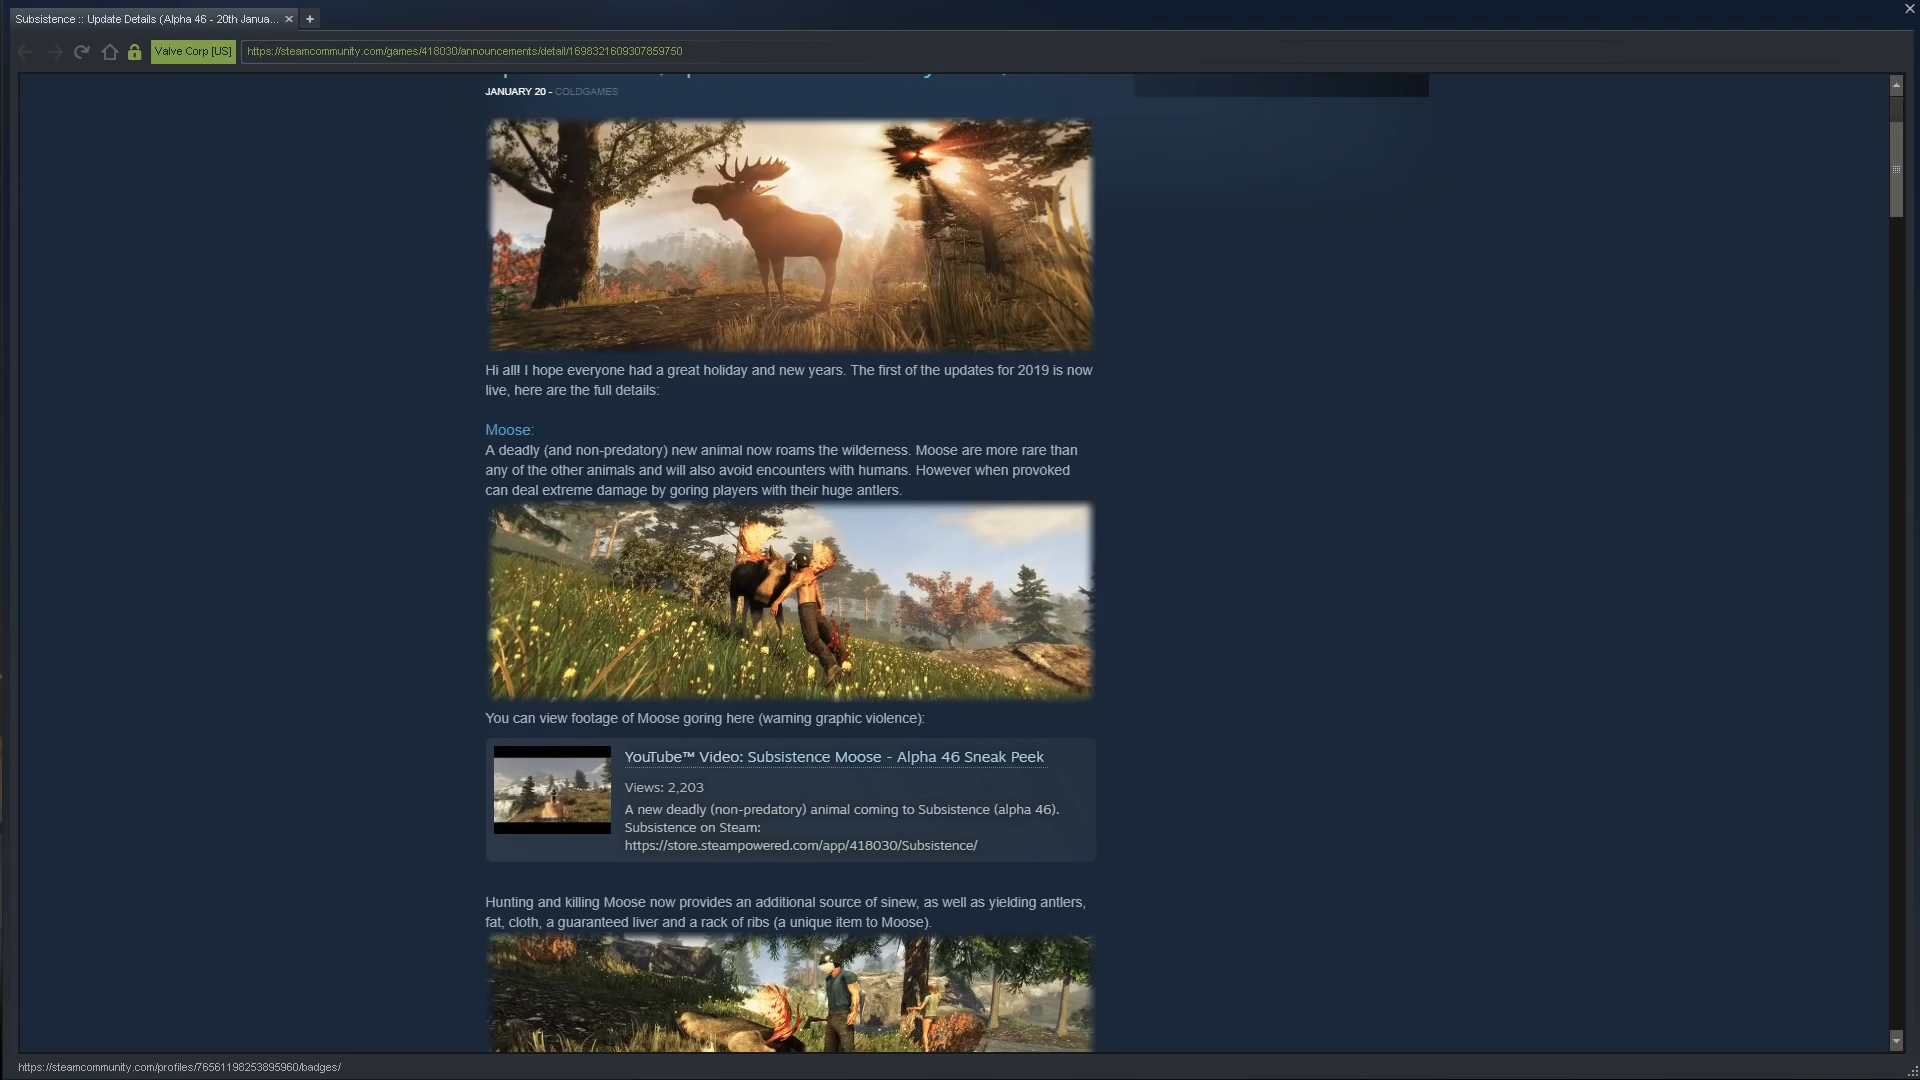 Subsistence :: Update Details (Alpha 46 - 20th Janua...
Valve Corp [US]
https://steamcommunity.com/games/418030/announcements/detail/1698321609307859750
JANUARY 20 - COLDGAMES
Hi all! I hope everyone had a great holiday and new years. The first of the updates for 2019 is now
live, here are the full details:
Moose:
A deadly (and non-predatory) new animal now roams the wilderness. Moose are more rare than
any of the other animals and will also avoid encounters with humans. However when provoked
can deal extreme damage by goring players with their huge antlers.
You can view footage of Moose goring here (warning graphic violence):
YouTube™ Video: Subsistence Moose - Alpha 46 Sneak Peek
Views: 2,203
A new deadly (non-predatory) animal coming to Subsistence (alpha 46).
Subsistence on Steam:
https://store.steampowered.com/app/418030/Subsistence/
Hunting and killing Moose now provides an additional source of sinew, as well as yielding antlers,
fat, cloth, a guaranteed liver and a rack of ribs (a unique item to Moose).
https://steamcommunity.com/profiles/76561198253895960/badges/